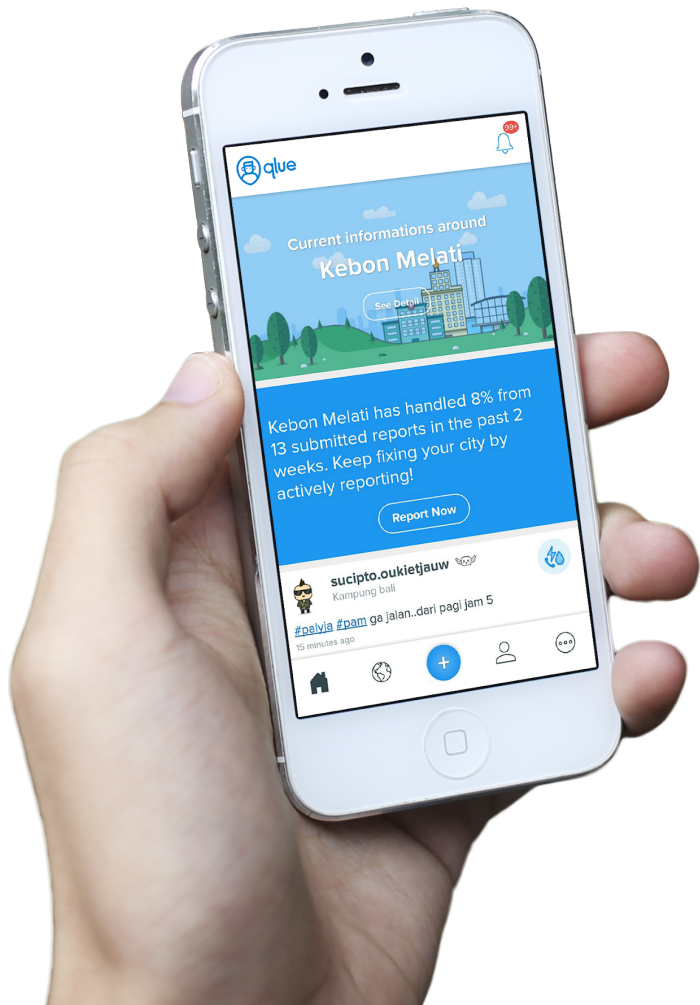 qlue
99+
Current informations around
Kebon Melati
See Detail
Kebon Melati has handled 8% from
13 submitted reports in the past 2
weeks. Keep fixing your city by
actively reporting!
Report Now
sucipto.oukietjauw
Kampung bali
#palyja #pam ga jalan..dari pagi jam 5
15 minutes ago